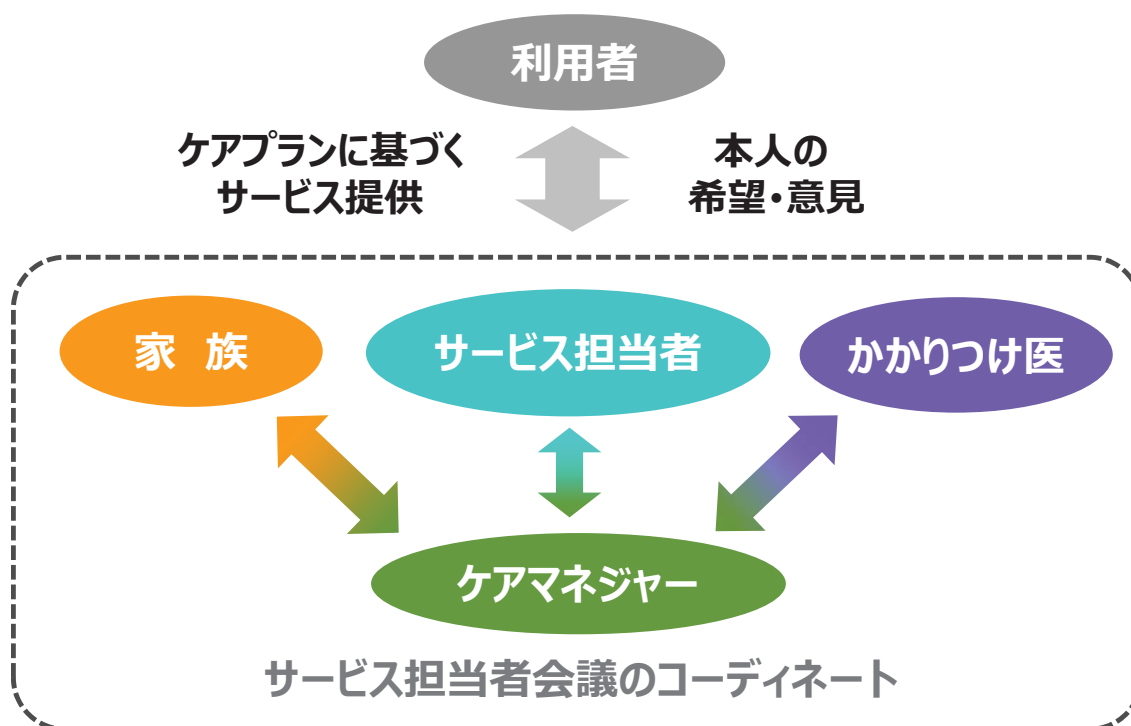 利用者
ケアプランに基づく
サービス提供
本人の
希望・意見
家 族
サービス担当者
かかりつけ医
ケアマネジャー
サービス担当者会議のコーディネート